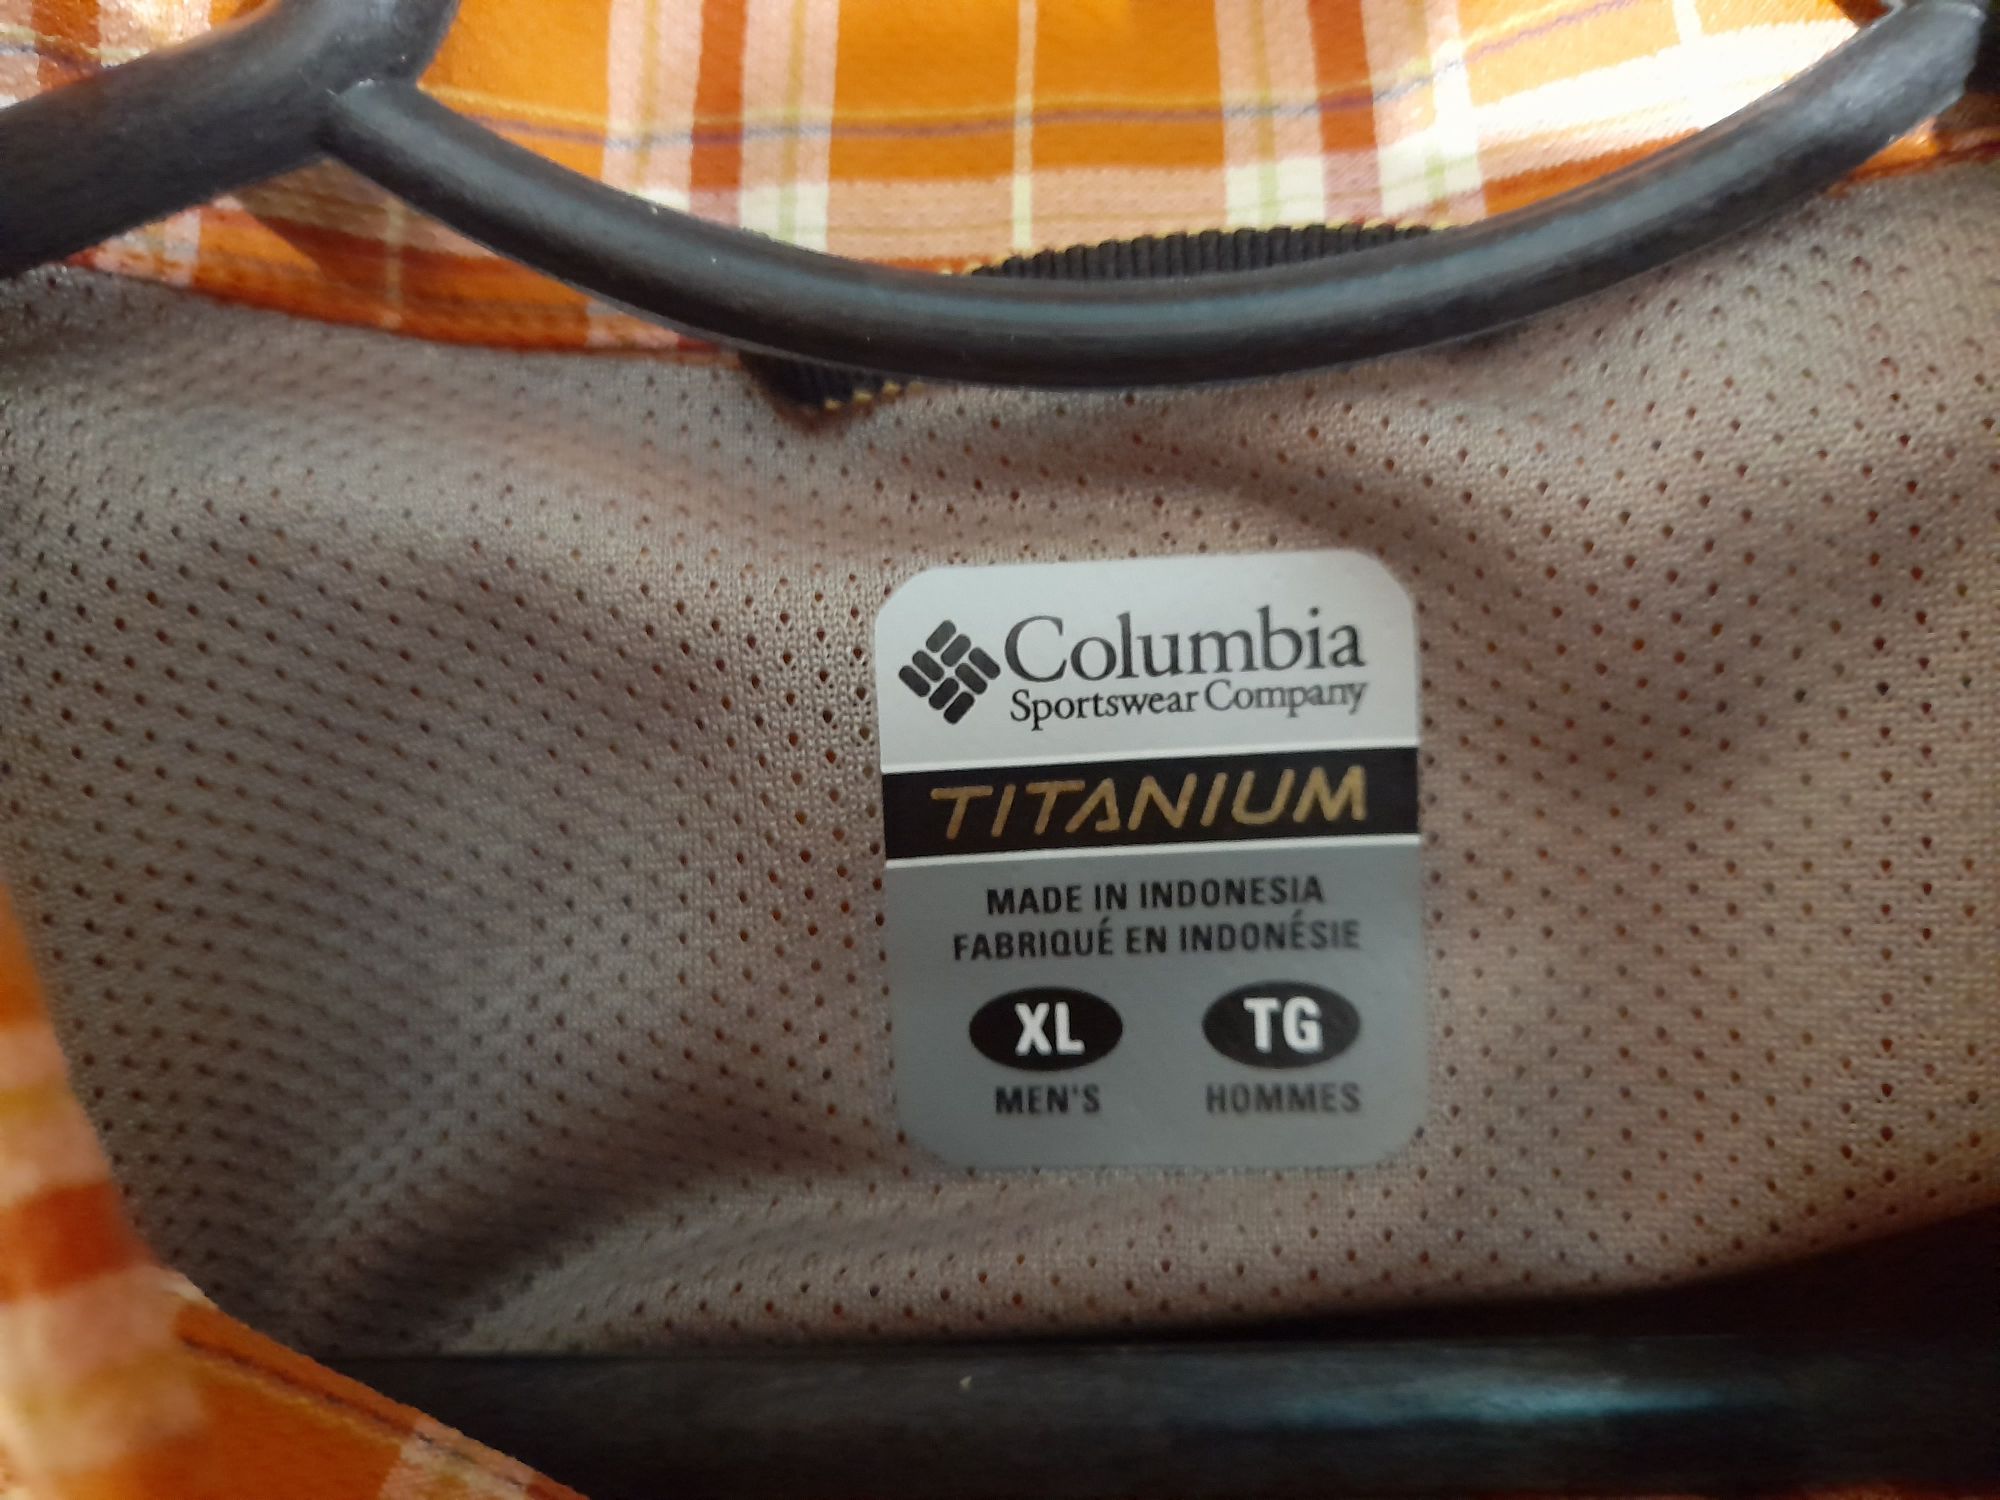 Columbia
Sportswear Company
TITANIUM
MADE IN INDONESIA
FABRIQUÉ EN INDONÉSIE
XL TG
MEN'S HOMMES